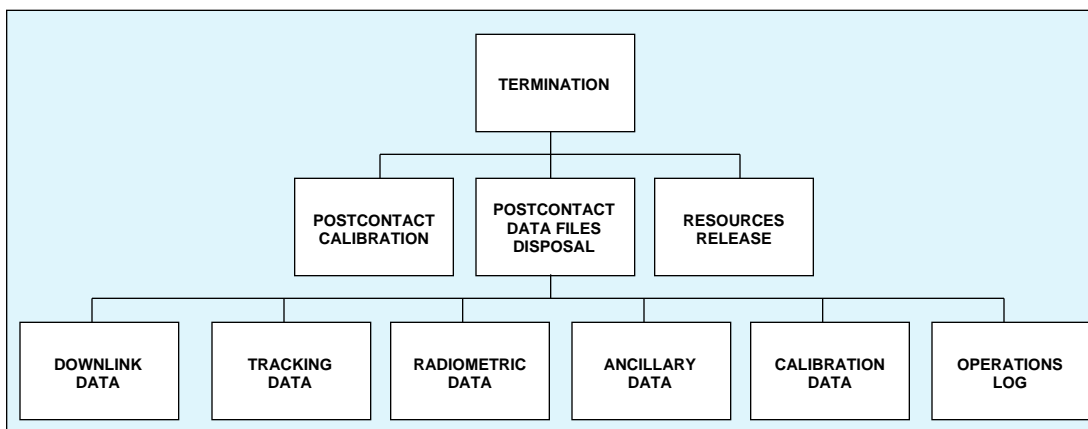 TERMINATION
POSTCONTACT
CALIBRATION
POSTCONTACT
DATA FILES
DISPOSAL
RESOURCES
RELEASE
DOWNLINK
DATA
TRACKING
DATA
RADIOMETRIC
DATA
ANCILLARY
DATA
CALIBRATION
DATA
OPERATIONS
LOG